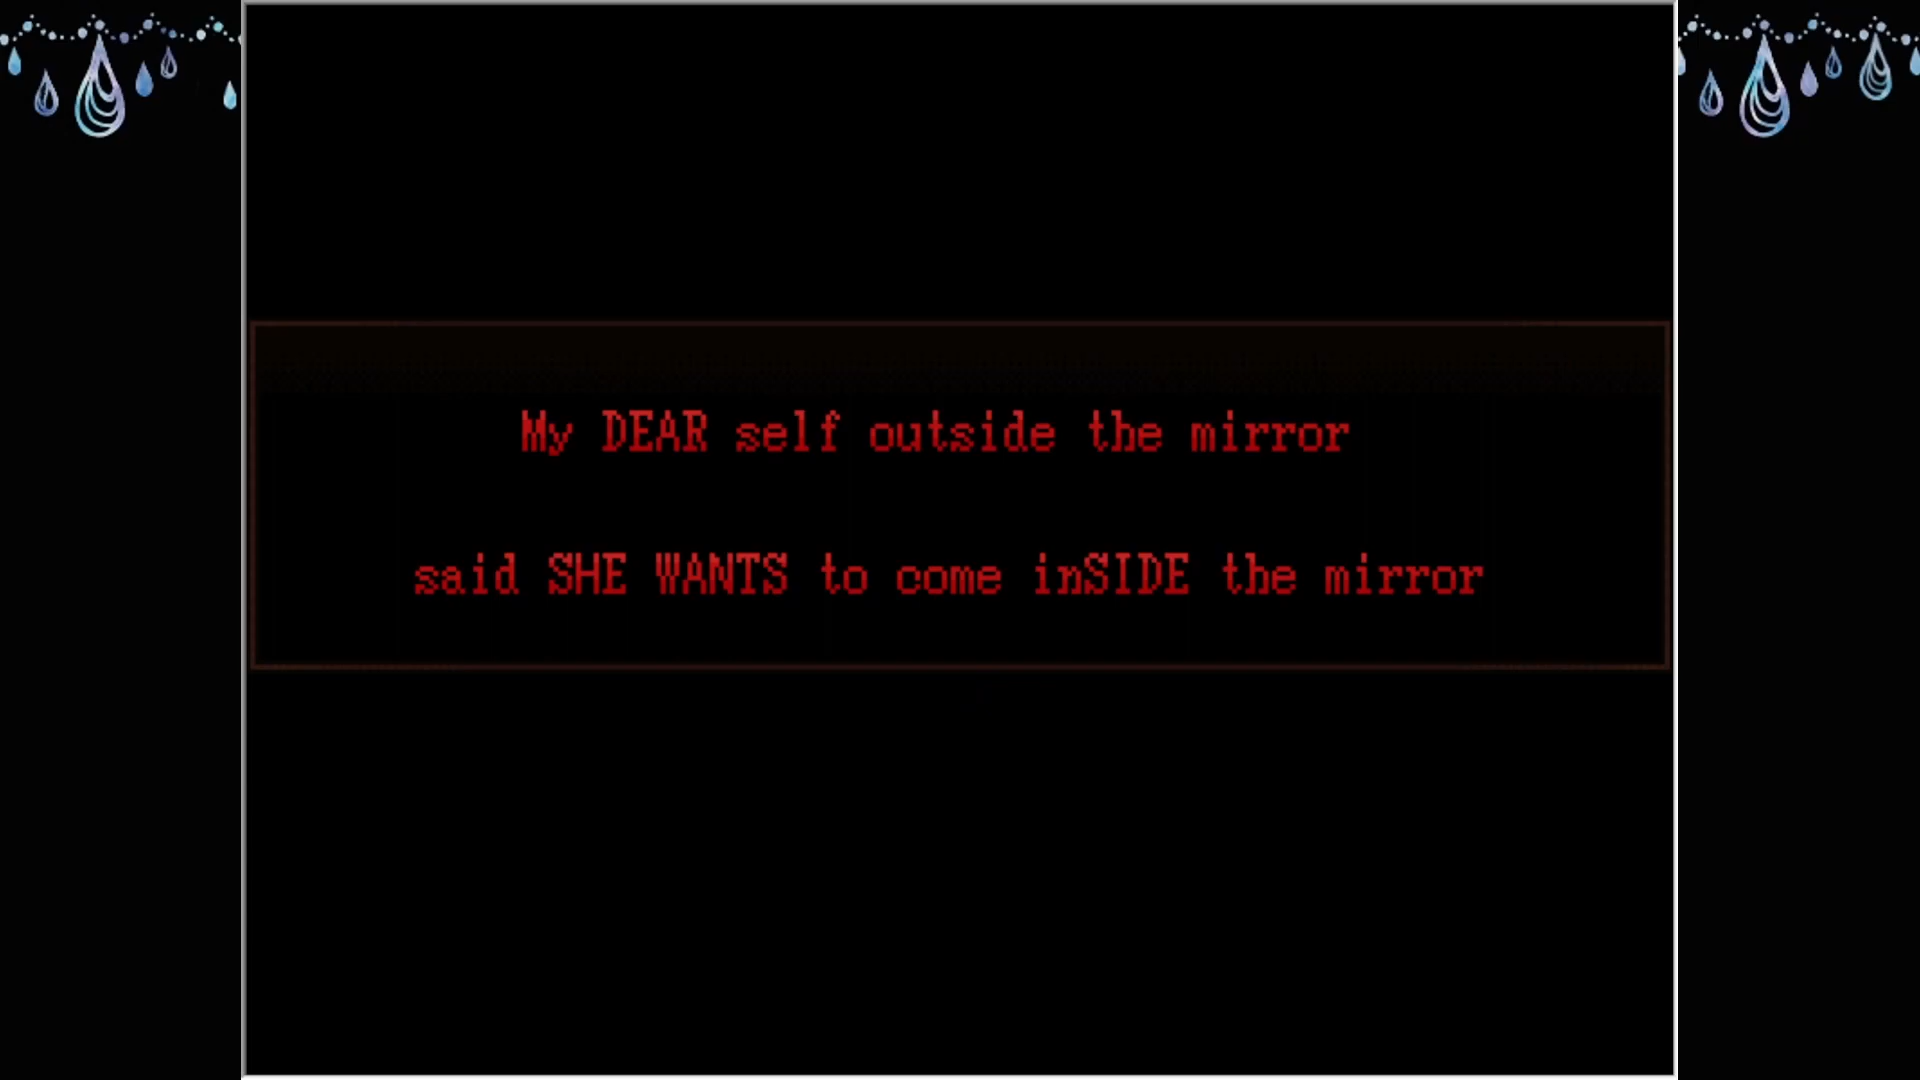 My DEAR self outside the mirror
said SHE WANTS to come inSIDE the mirror